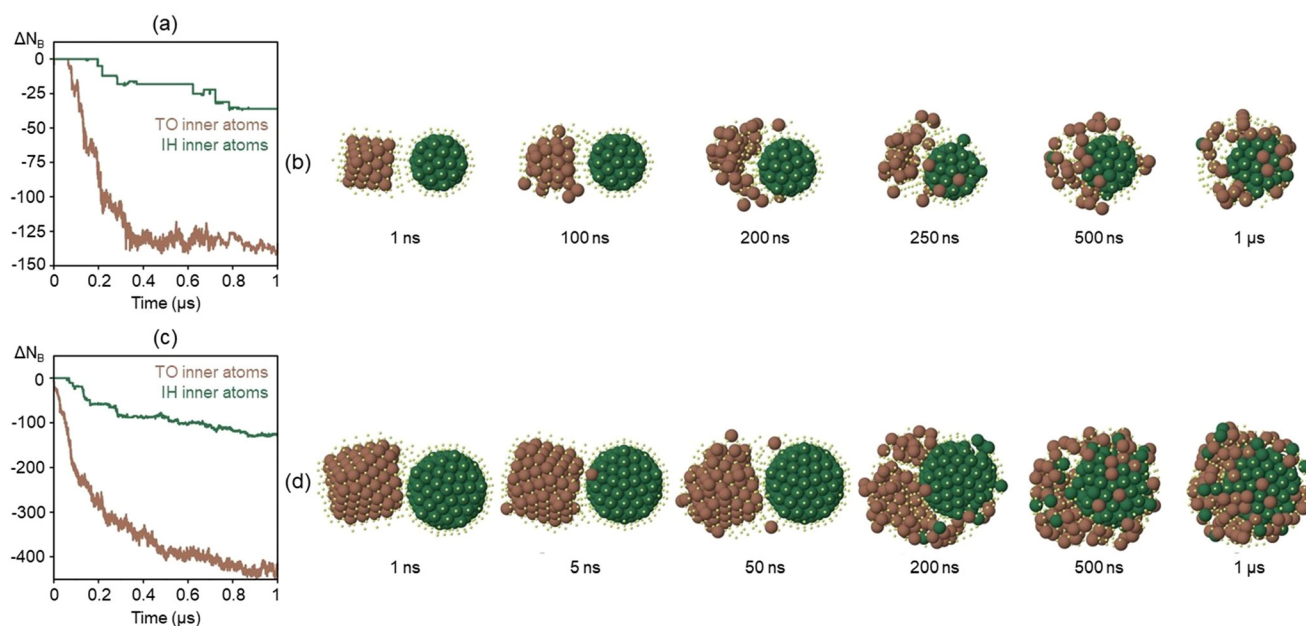 (a)
ΔN_B
0
-25
-50
-75
-100
-125
-150
TO inner atoms
IH inner atoms
0 0.2 0.4 0.6 0.8 1
Time (µs)
(b)
1 ns 100 ns 200 ns 250 ns 500 ns 1 µs
(c)
ΔN_B
0
-100
-200
-300
-400
TO inner atoms
IH inner atoms
0 0.2 0.4 0.6 0.8 1
Time (µs)
(d)
1 ns 5 ns 50 ns 200 ns 500 ns 1 µs